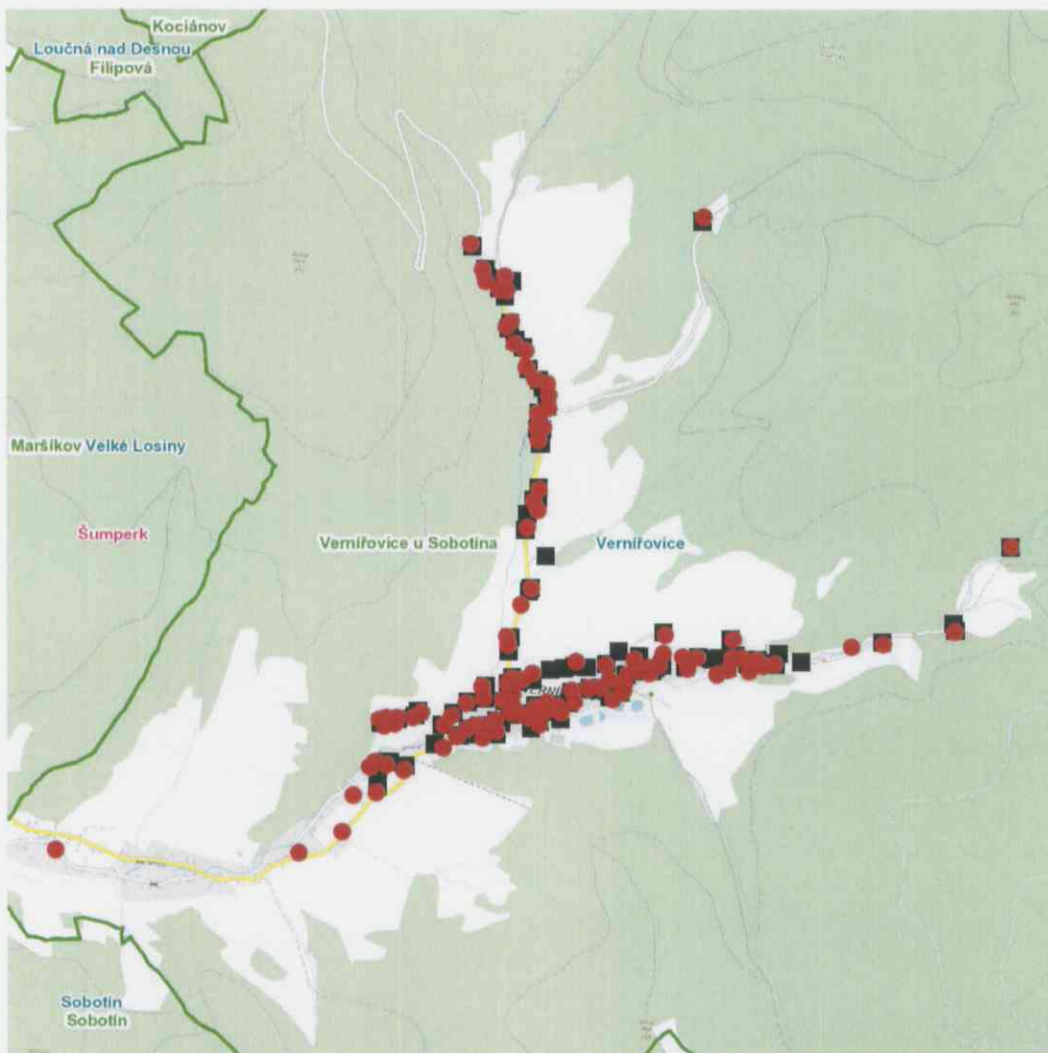 Kociánov
Loučná nad Desnou
Filipová
Maršíkov Velké Losiny
Šumperk
Vernířovice u Sobotína
Vernířovice
Sobotín
Sobotín